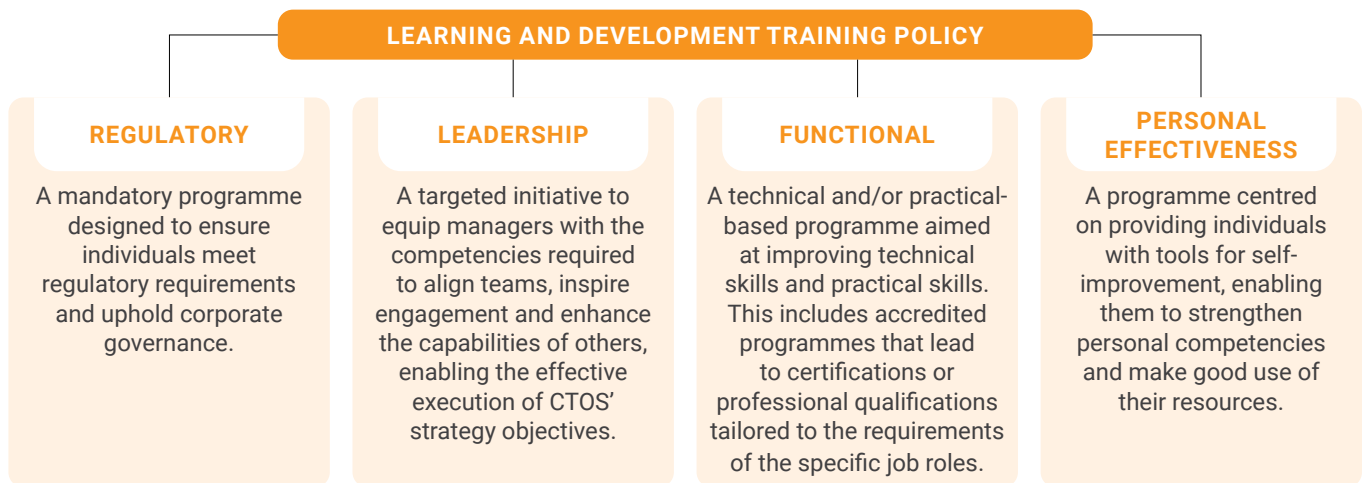 LEARNING AND DEVELOPMENT TRAINING POLICY
REGULATORY
A mandatory programme
designed to ensure
individuals meet
regulatory requirements
and uphold corporate
governance.
LEADERSHIP
A targeted initiative to
equip managers with the
competencies required
to align teams, inspire
engagement and enhance
the capabilities of others,
enabling the effective
execution of CTOS’
strategy objectives.
FUNCTIONAL
A technical and/or practical-
based programme aimed
at improving technical
skills and practical skills.
This includes accredited
programmes that lead
to certifications or
professional qualifications
tailored to the requirements
of the specific job roles.
PERSONAL
EFFECTIVENESS
A programme centred
on providing individuals
with tools for self-
improvement, enabling
them to strengthen
personal competencies
and make good use of
their resources.